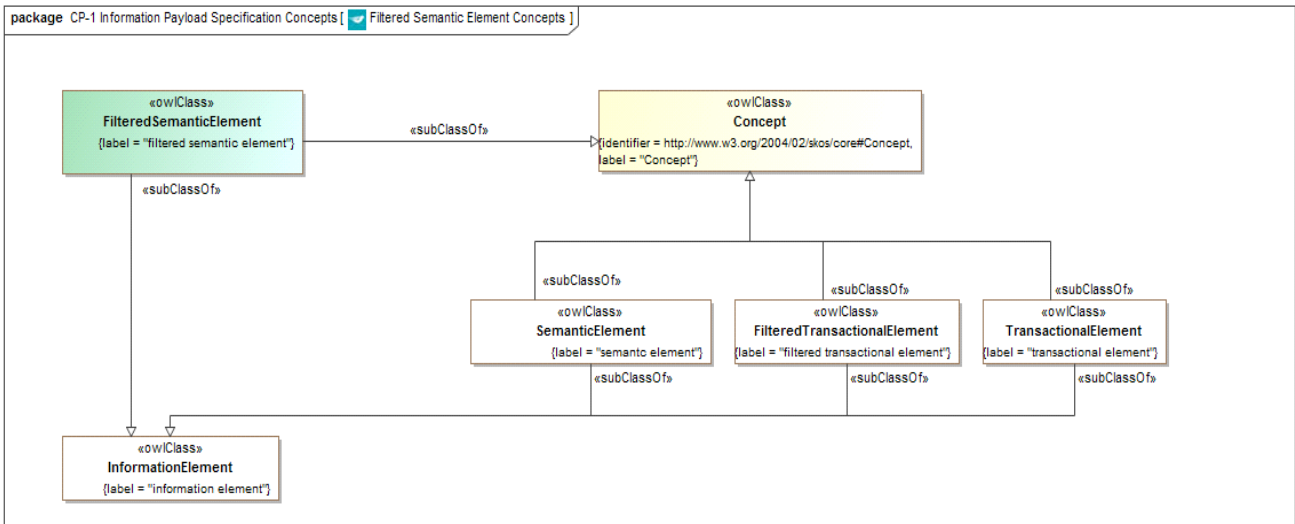 package CP-1 Information Payload Specification Concepts [ Filtered Semantic Element Concepts ]
«owlClass»
FilteredSemanticElement
{label = "filtered semantic element"}
«subClassOf»
«owlClass»
Concept
{identifier = http://www.w3.org/2004/02/skos/core#Concept,
label = "Concept"}
«subClassOf»
«subClassOf»
«subClassOf»
«subClassOf»
«owlClass»
SemanticElement
{label = "semantc element"}
«owlClass»
FilteredTransactionalElement
{label = "filtered transactional element"}
«owlClass»
TransactionalElement
{label = "transactional element"}
«subClassOf»
«subClassOf»
«subClassOf»
«owlClass»
InformationElement
{label = "information element"}